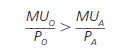 MU_O / P_O > MU_A / P_A